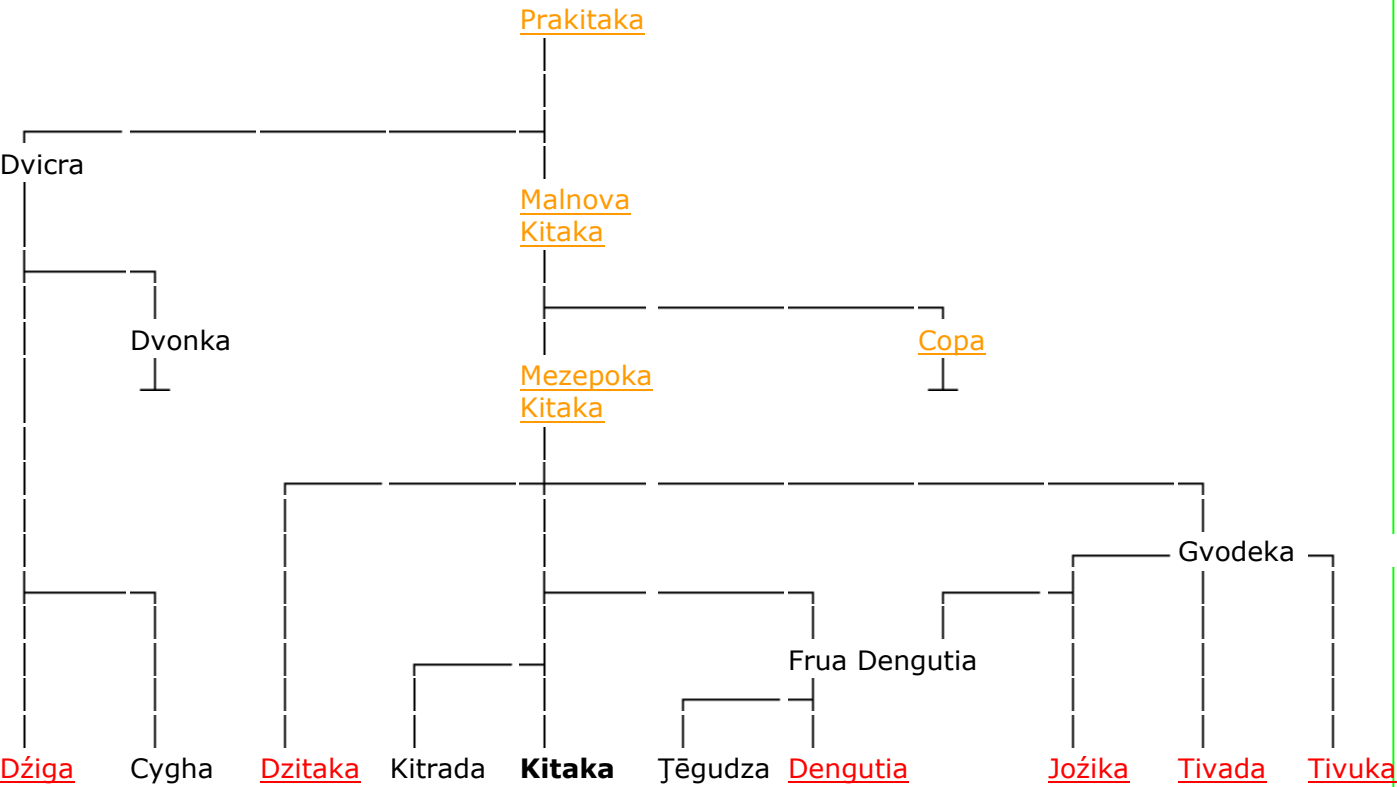 Prakitaka
Dvicra
Malnova
Kitaka
Dvonka
Copa
Mezepoka
Kitaka
Gvodeka
Frua Dengutia
Dźiga Cygha Dzitaka Kitrada Kitaka Ţēgudza Dengutia Joźika Tivada Tivuka